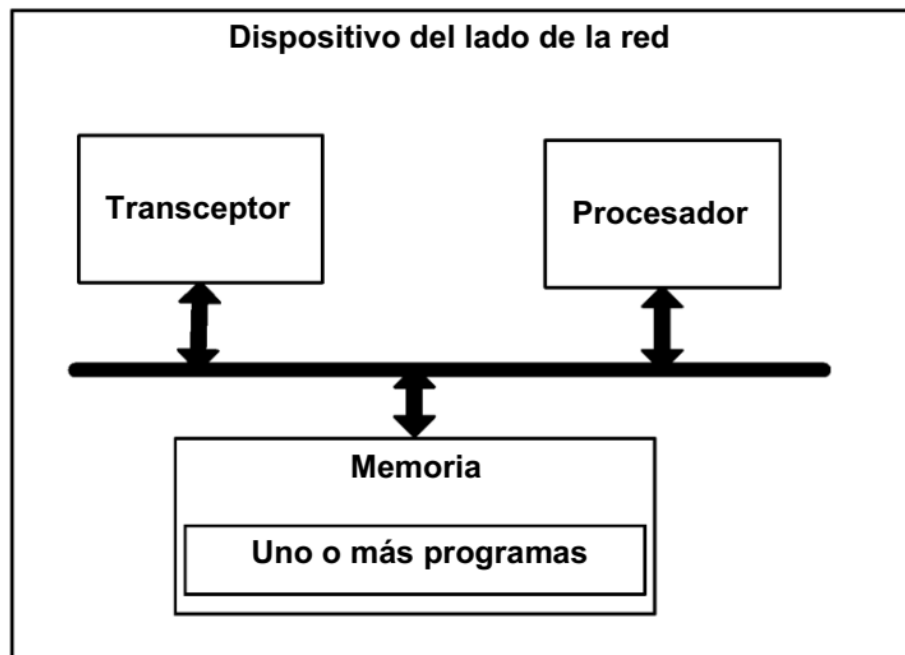 Dispositivo del lado de la red
Transceptor
Procesador
Memoria
Uno o más programas